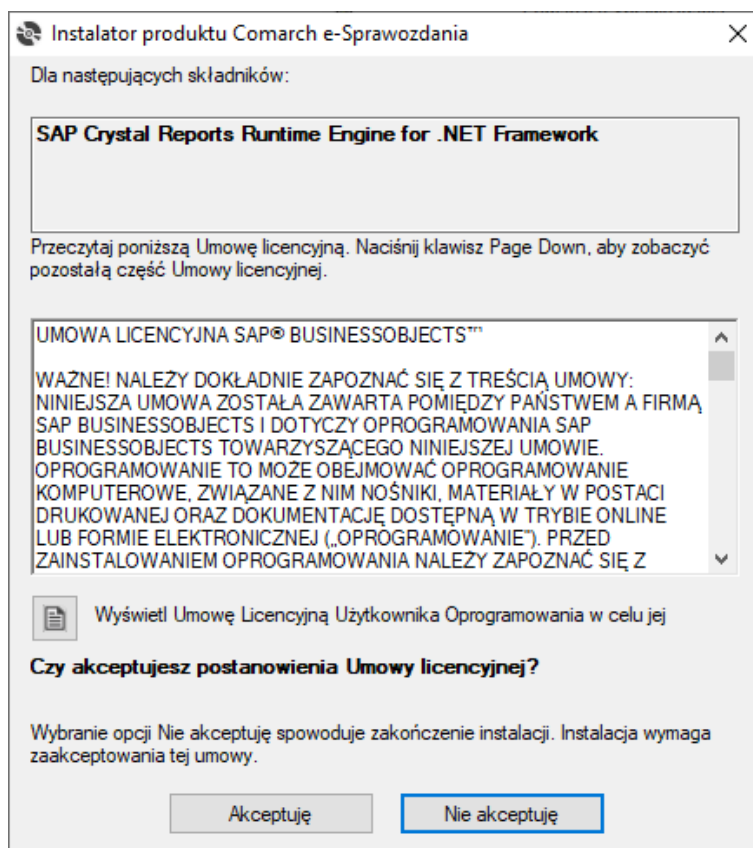 Instalator produktu Comarch e-Sprawozdania
Dla następujących składników:
SAP Crystal Reports Runtime Engine for .NET Framework
Przeczytaj poniższą Umowę licencyjną. Naciśnij klawisz Page Down, aby zobaczyć
pozostałą część Umowy licencyjnej.
UMOWA LICENCYJNA SAP® BUSINESSOBJECTS™
WAŻNE! NALEŻY DOKŁADNIE ZAPOZNAĆ SIĘ Z TREŚCIĄ UMOWY:
NINIEJSZA UMOWA ZOSTAŁA ZAWARTA POMIĘDZY PAŃSTWEM A FIRMĄ
SAP BUSINESSOBJECTS I DOTYCZY OPROGRAMOWANIA SAP
BUSINESSOBJECTS TOWARZYSZĄCEGO NINIEJSZEJ UMOWIE.
OPROGRAMOWANIE TO MOŻE OBEJMOWAĆ OPROGRAMOWANIE
KOMPUTEROWE, ZWIĄZANE Z NIM NOŚNIKI, MATERIAŁY W POSTACI
DRUKOWANEJ ORAZ DOKUMENTACJĘ DOSTĘPNĄ W TRYBIE ONLINE
LUB FORMIE ELEKTRONICZNEJ („OPROGRAMOWANIE”). PRZED
ZAINSTALOWANIEM OPROGRAMOWANIA NALEŻY ZAPOZNAĆ SIĘ Z
Wyświetl Umowę Licencyjną Użytkownika Oprogramowania w celu jej
Czy akceptujesz postanowienia Umowy licencyjnej?
Wybranie opcji Nie akceptuję spowoduje zakończenie instalacji. Instalacja wymaga
zaakceptowania tej umowy.
Akceptuję
Nie akceptuję